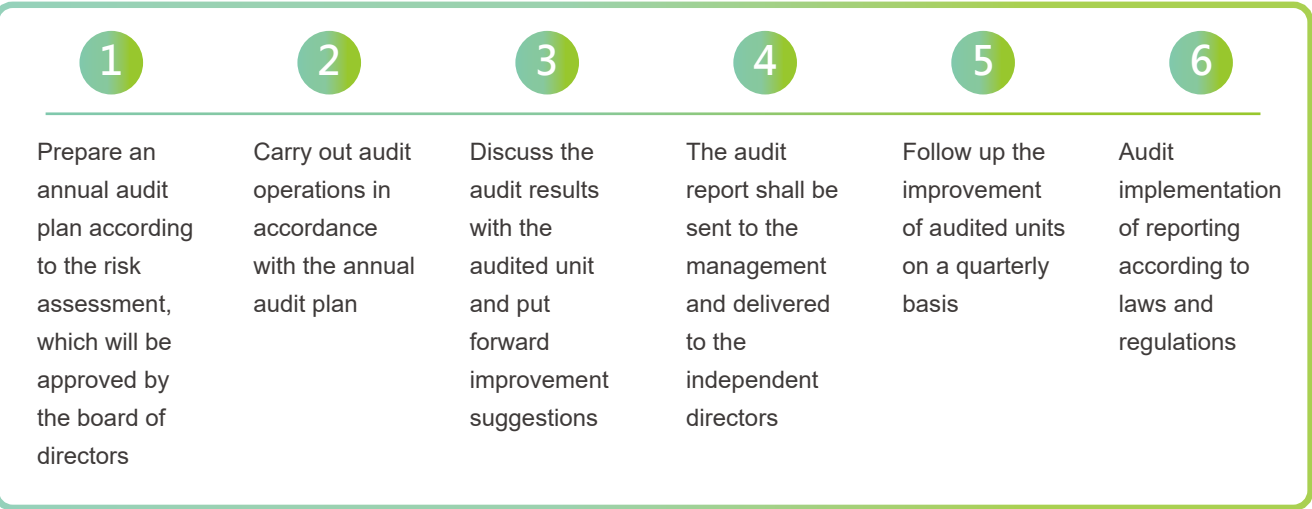 1
Prepare an
annual audit
plan according
to the risk
assessment,
which will be
approved by
the board of
directors
2
Carry out audit
operations in
accordance
with the annual
audit plan
3
Discuss the
audit results
with the
audited unit
and put
forward
improvement
suggestions
4
The audit
report shall be
sent to the
management
and delivered
to the
independent
directors
5
Follow up the
improvement
of audited units
on a quarterly
basis
6
Audit
implementation
of reporting
according to
laws and
regulations